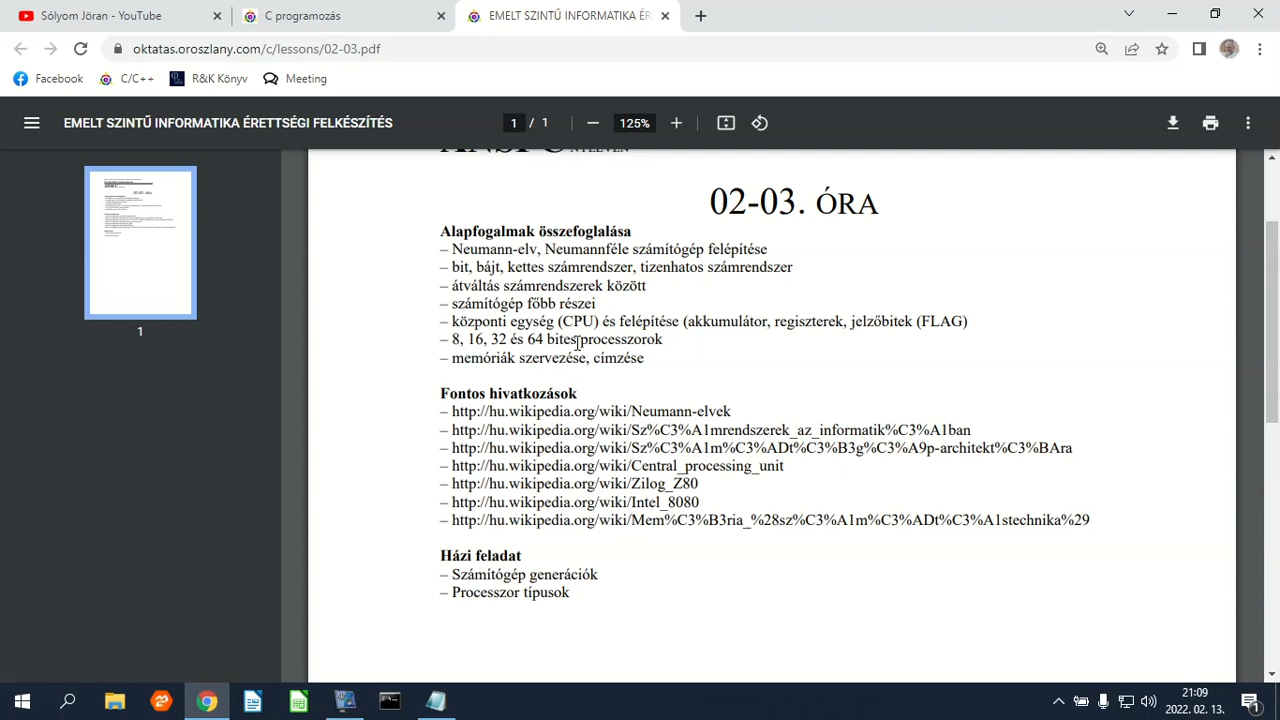 Sólyom Jöran - YouTube
C programozás
EMELT SZINTŰ INFORMATIKA ÉR
oktatas.oroszlany.com/c/lessons/02-03.pdf
Facebook
C/C++
R&K Könyv
Meeting
EMELT SZINTŰ INFORMATIKA ÉRETTSÉGI FELKÉSZÍTÉS
1 / 1
125%
ANSI C NYELVEN
02-03. ÓRA
Alapfogalmak összefoglalása
– Neumann-elv, Neumannféle számítógép felépítése
– bit, bájt, kettes számrendszer, tizenhatos számrendszer
– átváltás számrendszerek között
– számítógép főbb részei
– központi egység (CPU) és felépítése (akkumulátor, regiszterek, jelzőbitek (FLAG)
– 8, 16, 32 és 64 bites processzorok
– memóriák szervezése, címzése
Fontos hivatkozások
– http://hu.wikipedia.org/wiki/Neumann-elvek
– http://hu.wikipedia.org/wiki/Sz%C3%A1mrendszerek_az_informatik%C3%A1ban
– http://hu.wikipedia.org/wiki/Sz%C3%A1m%C3%ADt%C3%B3g%C3%A9p-architekt%C3%BAra
– http://hu.wikipedia.org/wiki/Central_processing_unit
– http://hu.wikipedia.org/wiki/Zilog_Z80
– http://hu.wikipedia.org/wiki/Intel_8080
– http://hu.wikipedia.org/wiki/Mem%C3%B3ria_%28sz%C3%A1m%C3%ADt%C3%A1stechnika%29
Házi feladat
– Számítógép generációk
– Processzor típusok
1
21:09
2022. 02. 13.
1